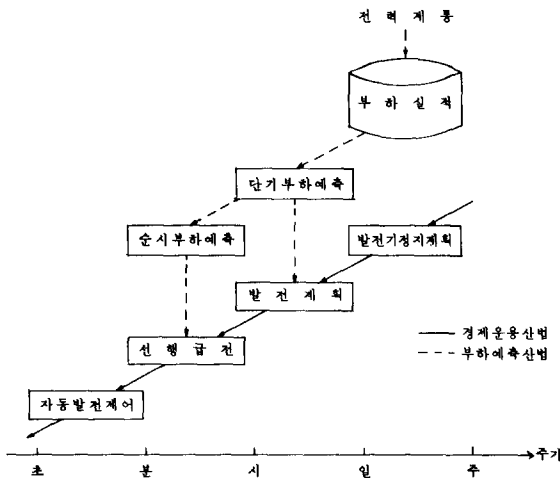 전력계통
부하실적
단기부하예측
순시부하예측
발전기정지계획
발전계획
경제운용산법
부하예측산법
선행급전
자동발전제어
주기
초 분 시 일 주